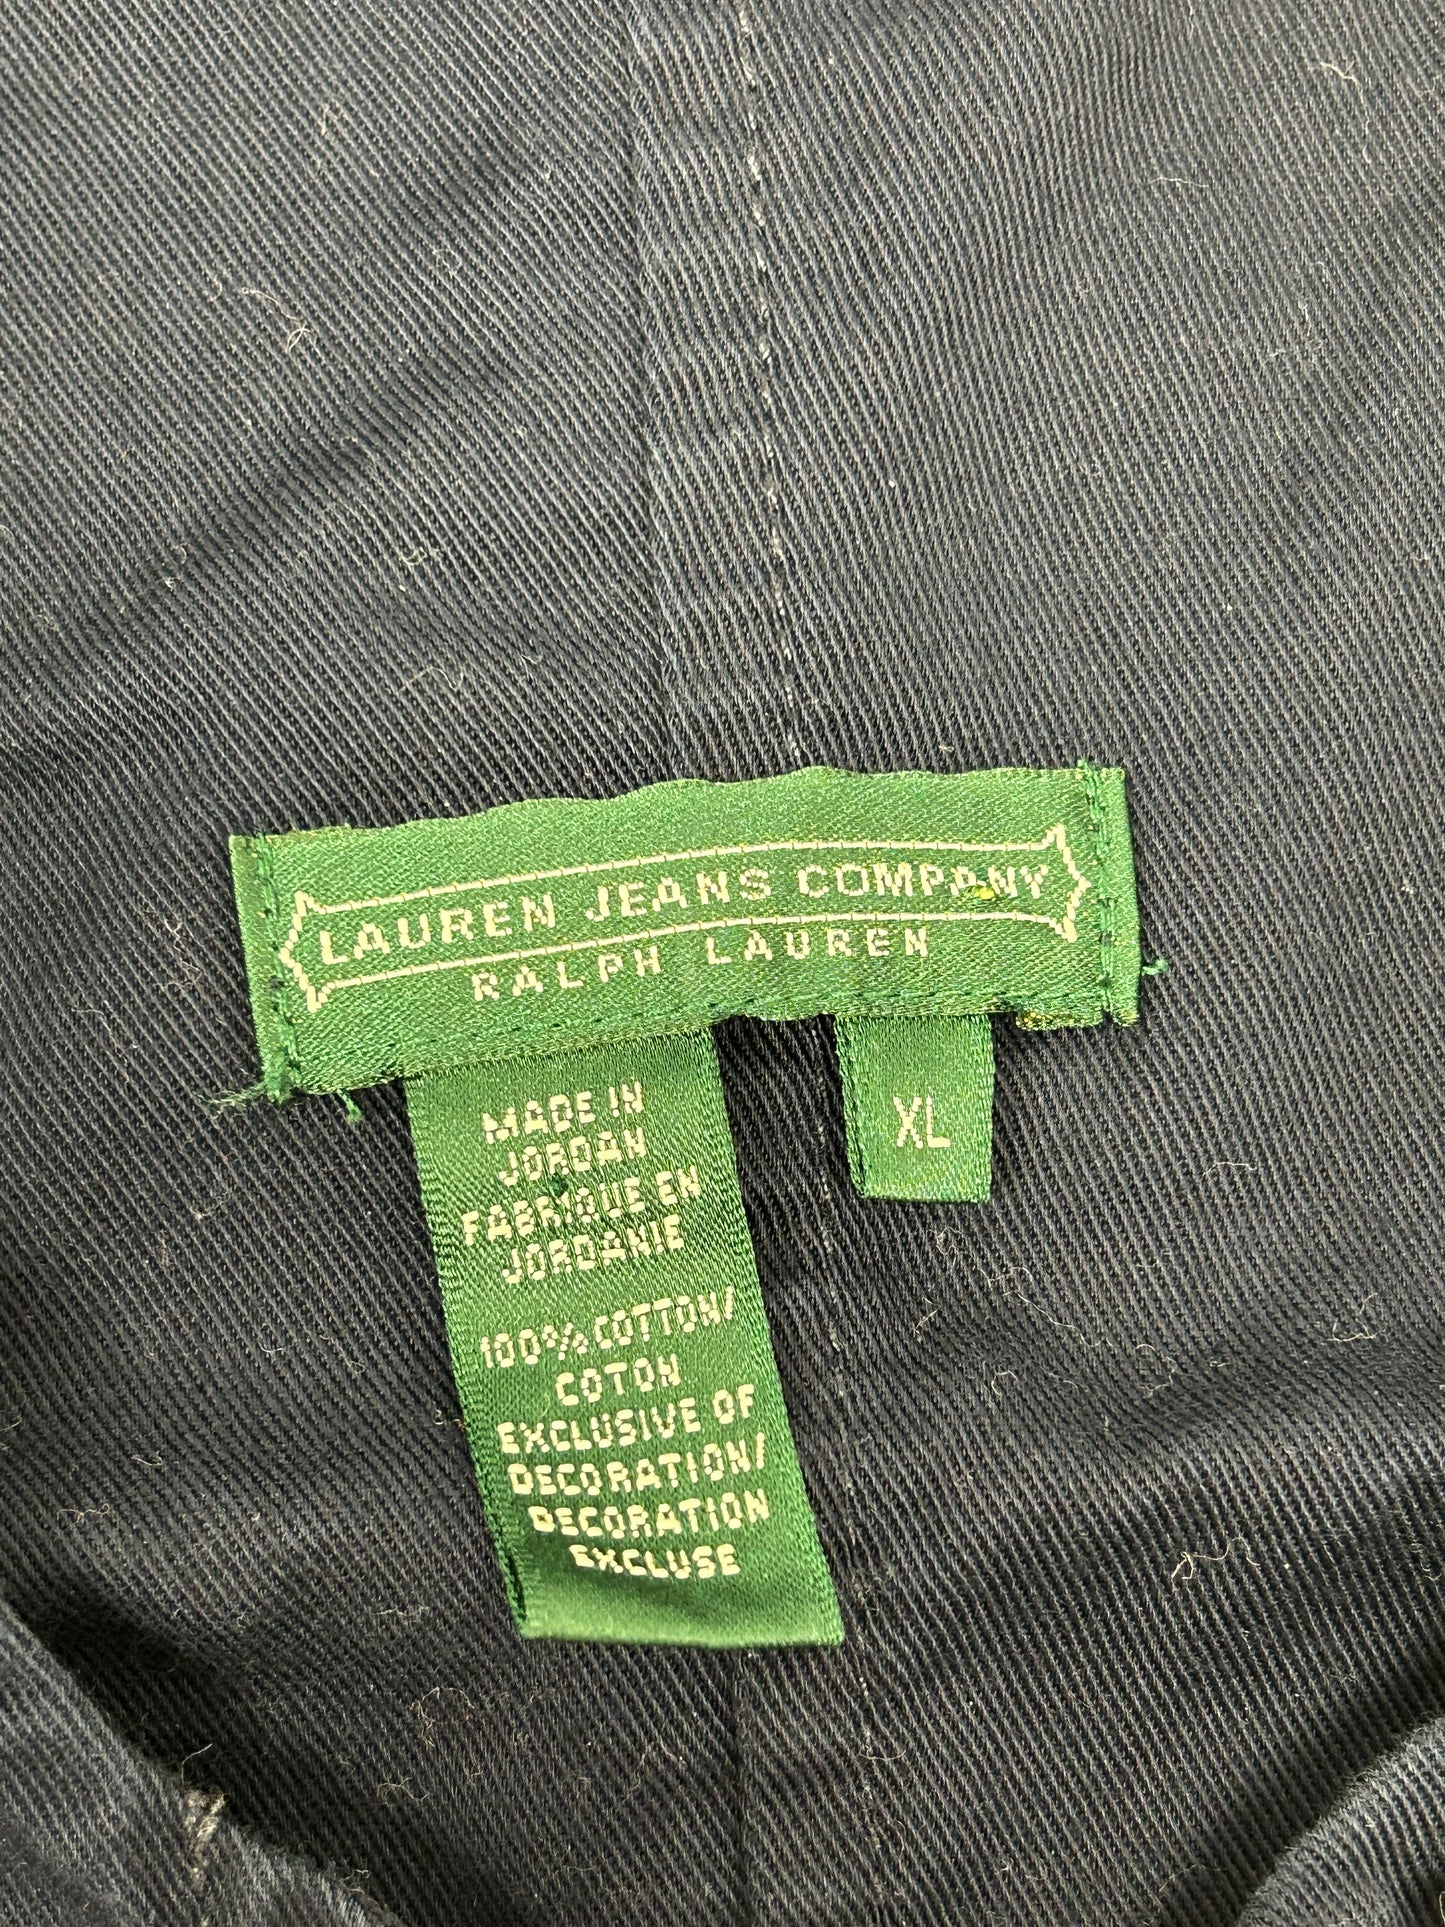 LAUREN JEANS COMPANY
RALPH LAUREN
XL
MADE IN
JORDAN
FABRIQUE EN
JORDANIE
100% COTTON/
COTON
EXCLUSIVE OF
DECORATION/
DECORATION
EXCLUSE